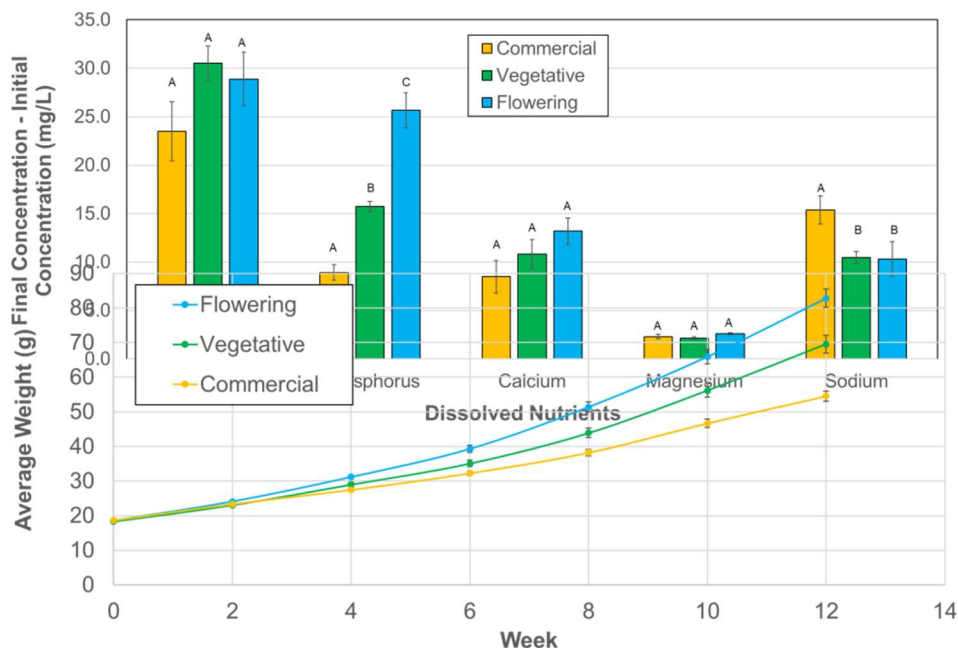 35.0
30.0
25.0
20.0
15.0
10.0
5.0
0.0
Final Concentration - Initial
Concentration (mg/L)
Commercial
Vegetative
Flowering
A
A
A
A
B
C
A
A
A
A
A
A
A
B
B
sphorus
Calcium
Magnesium
Sodium
Dissolved Nutrients
90
80
70
60
50
40
30
20
10
0
Average Weight (g)
Flowering
Vegetative
Commercial
0
2
4
6
8
10
12
14
Week